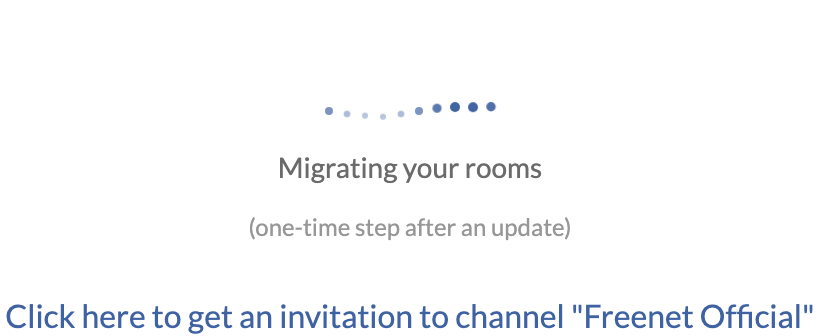 Migrating your rooms
(one-time step after an update)
Click here to get an invitation to channel "Freenet Official"